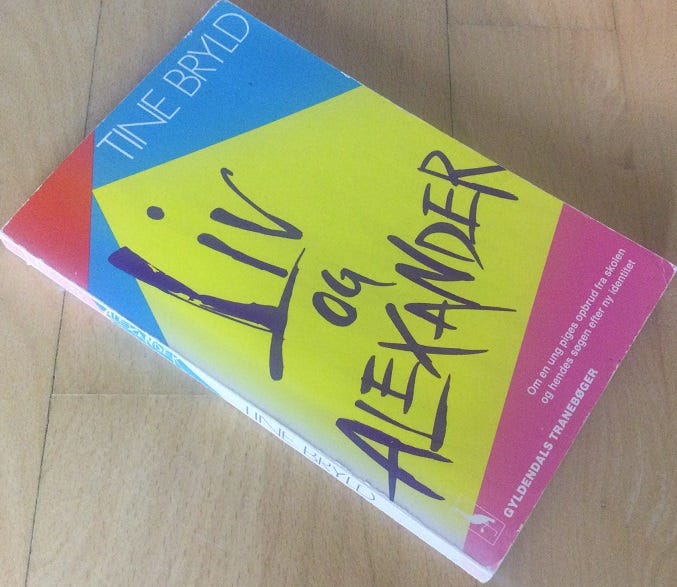 TINE BRYLD
LIV
OG
ALEXANDER
Om en ung piges opbrud fra skolen
og hendes søgen efter ny identitet
GYLDENDALS TRANEBØGER
TINE BRYLD